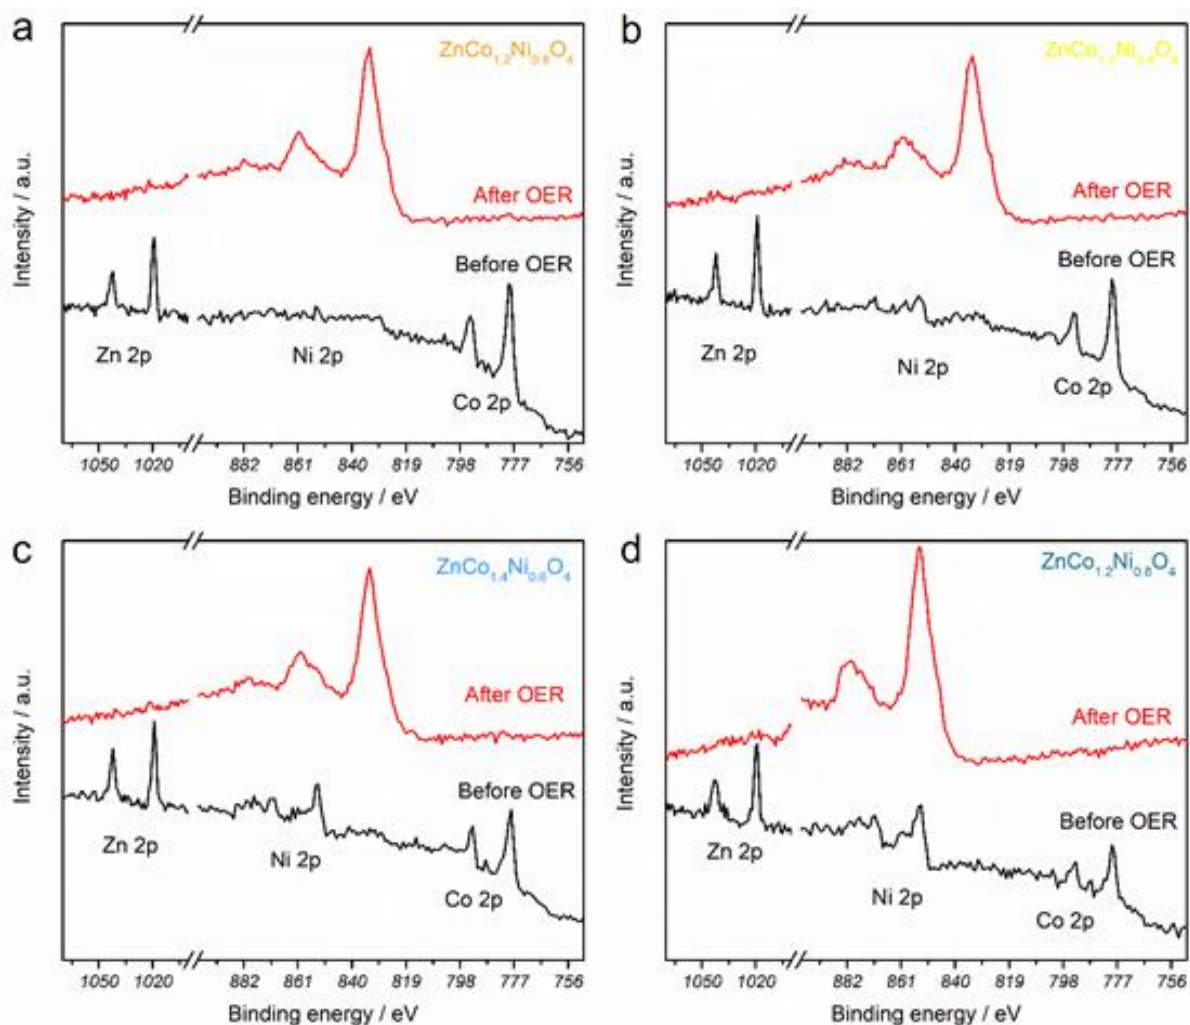 a
ZnCo₁.₂Ni₀.₈O₄
After OER
Before OER
Zn 2p
Ni 2p
Co 2p
Intensity / a.u.
1050 1020 882 861 840 819 798 777 756
Binding energy / eV
b
After OER
Before OER
Zn 2p
Ni 2p
Co 2p
Intensity / a.u.
1050 1020 882 861 840 819 798 777 756
Binding energy / eV
c
ZnCo₁.₄Ni₀.₆O₄
After OER
Before OER
Zn 2p
Ni 2p
Co 2p
Intensity / a.u.
1050 1020 882 861 840 819 798 777 756
Binding energy / eV
d
ZnCo₁.₂Ni₀.₈O₄
After OER
Before OER
Zn 2p
Ni 2p
Co 2p
Intensity / a.u.
1050 1020 882 861 840 819 798 777 756
Binding energy / eV